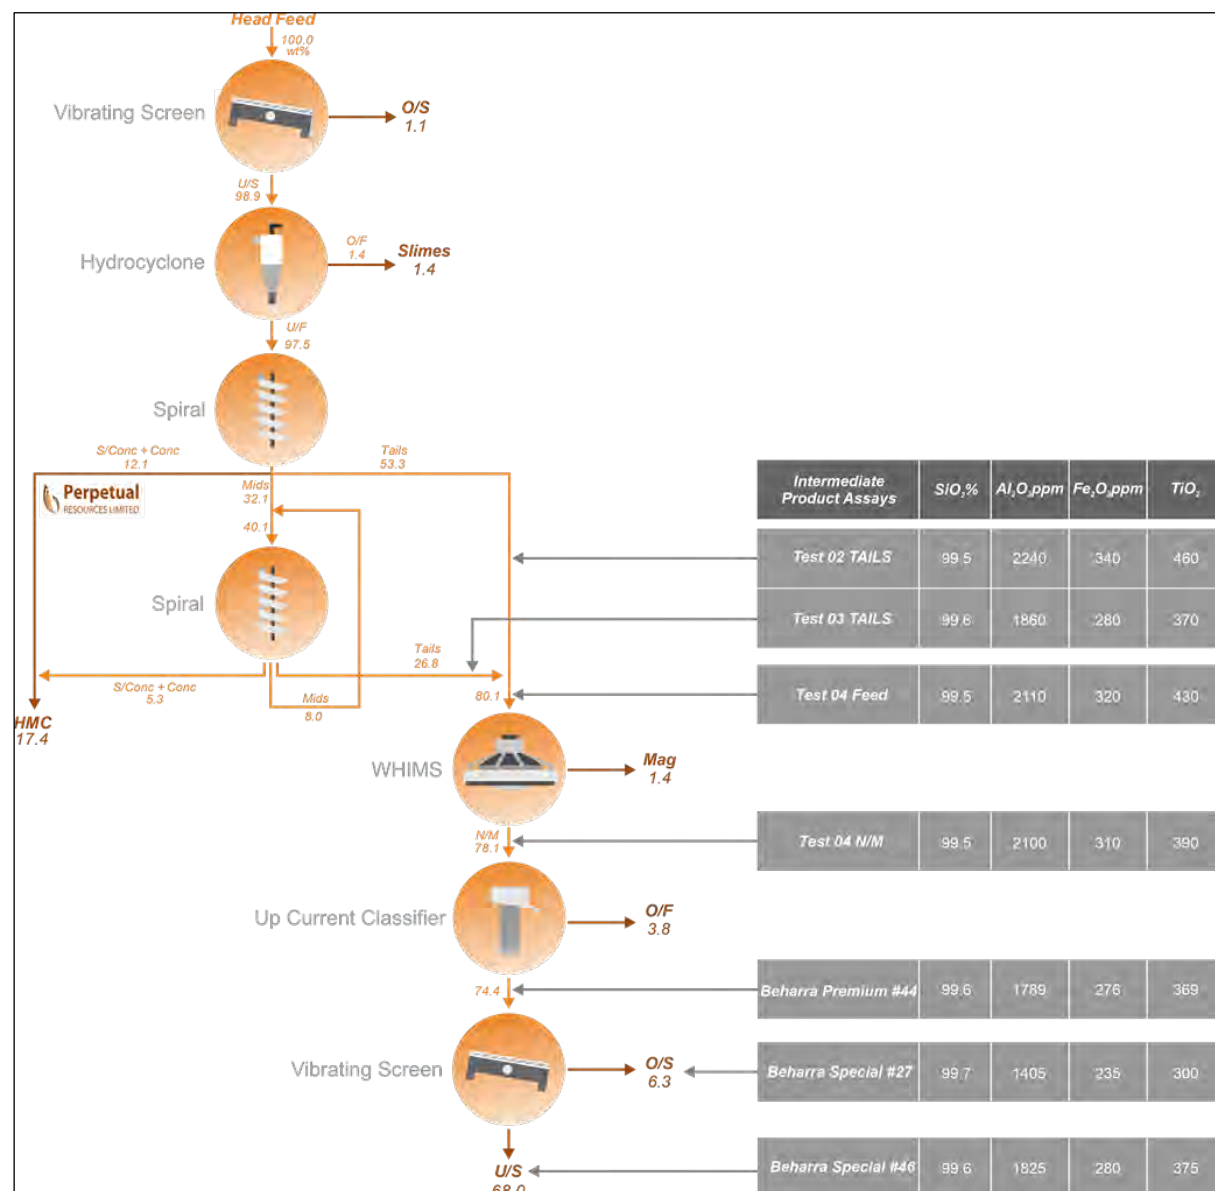 Head Feed
100.0
wt%
Vibrating Screen
O/S
1.1
U/S
98.9
Hydrocyclone
O/F
1.4
Slimes
1.4
U/F
97.5
Spiral
S/Conc + Conc
12.1
Tails
53.3
Perpetual
RESOURCES LIMITED
Mids
32.1
40.1
Spiral
Tails
26.8
S/Conc + Conc
5.3
Mids
8.0
80.1
HMC
17.4
WHIMS
Mag
1.4
N/M
78.1
Up Current Classifier
O/F
3.8
74.4
Vibrating Screen
O/S
6.3
U/S
68.0
Intermediate
Product Assays SiO₂% Al₂O₃ppm Fe₂O₃ppm TiO₂
Test 02 TAILS 99.5 2240 340 460
Test 03 TAILS 99.6 1860 280 370
Test 04 Feed 99.5 2110 320 430
Test 04 N/M 99.5 2100 310 390
Beharra Premium #44 99.6 1789 276 369
Beharra Special #27 99.7 1405 235 300
Beharra Special #46 99.6 1825 280 375